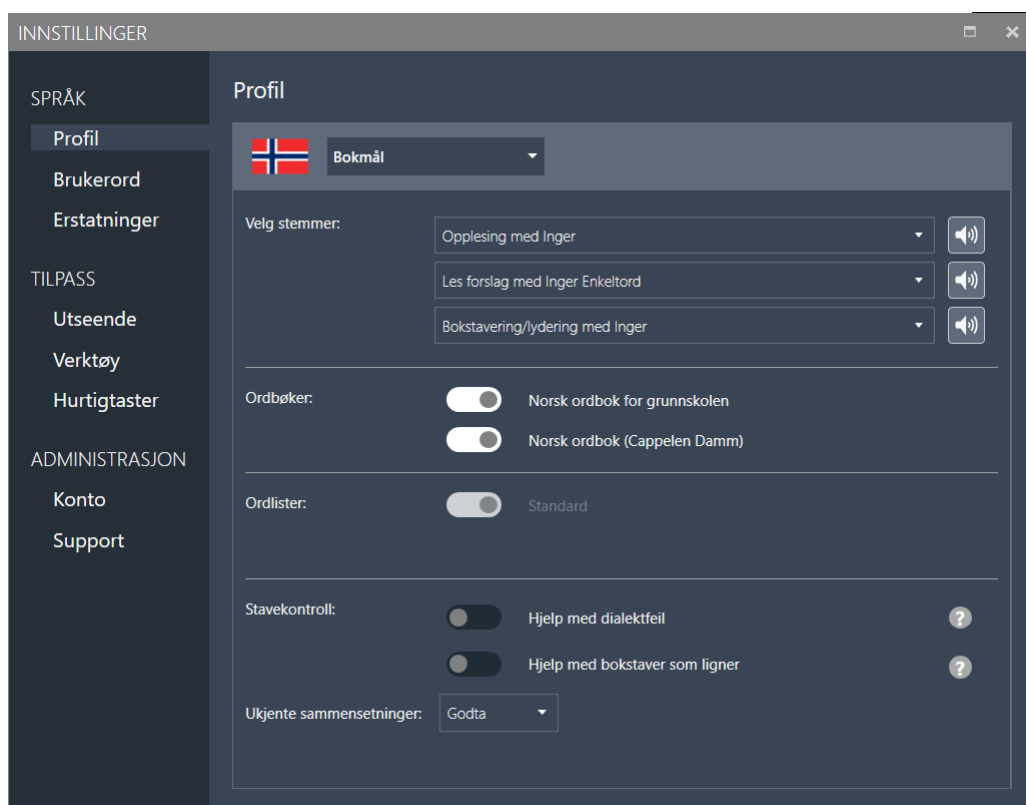 INNSTILLINGER
SPRÅK
Profil
Brukerord
Erstatninger
TILPASS
Utseende
Verktøy
Hurtigtaster
ADMINISTRASJON
Konto
Support
Profil
Bokmål
Velg stemmer:
Opplesing med Inger
Les forslag med Inger Enkeltord
Bokstavering/lydering med Inger
Ordbøker:
Norsk ordbok for grunnskolen
Norsk ordbok (Cappelen Damm)
Ordlister:
Standard
Stavekontroll:
Hjelp med dialektfeil
?
Hjelp med bokstaver som ligner
?
Ukjente sammensetninger:
Godta